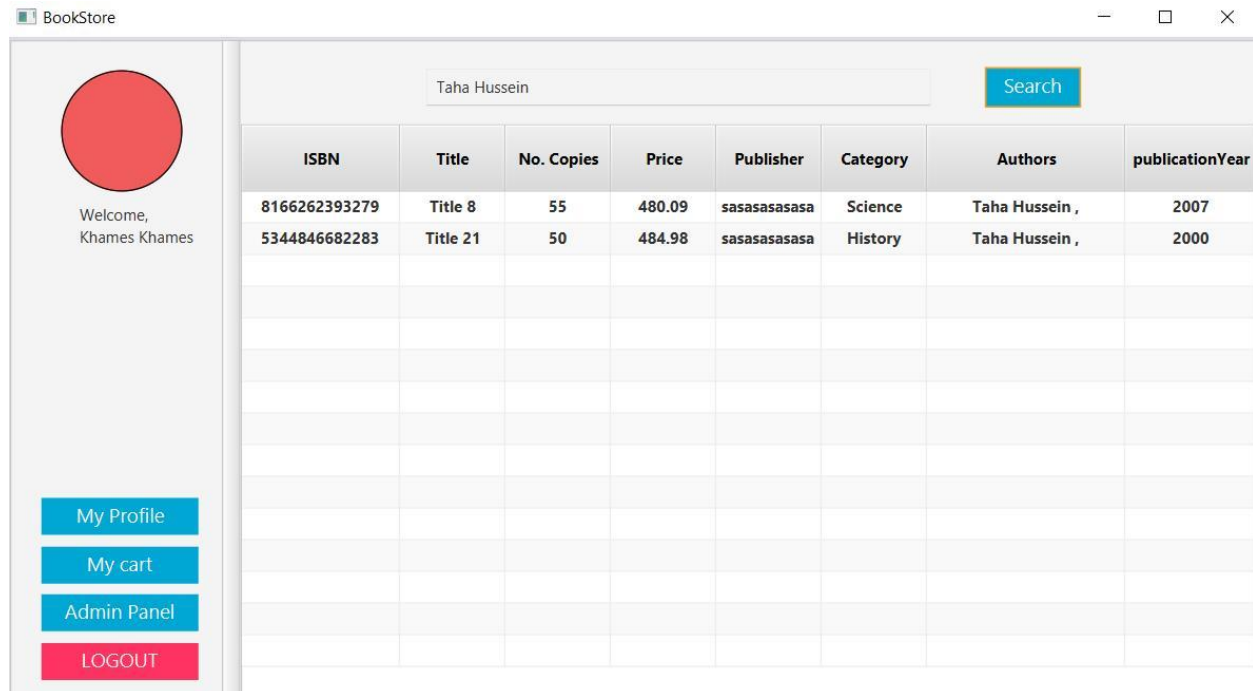 BookStore
Taha Hussein
Search
Welcome,
Khames Khames
ISBN Title No. Copies Price Publisher Category Authors publicationYear
8166262393279 Title 8 55 480.09 sasasasasasa Science Taha Hussein , 2007
5344846682283 Title 21 50 484.98 sasasasasasa History Taha Hussein , 2000
My Profile
My cart
Admin Panel
LOGOUT